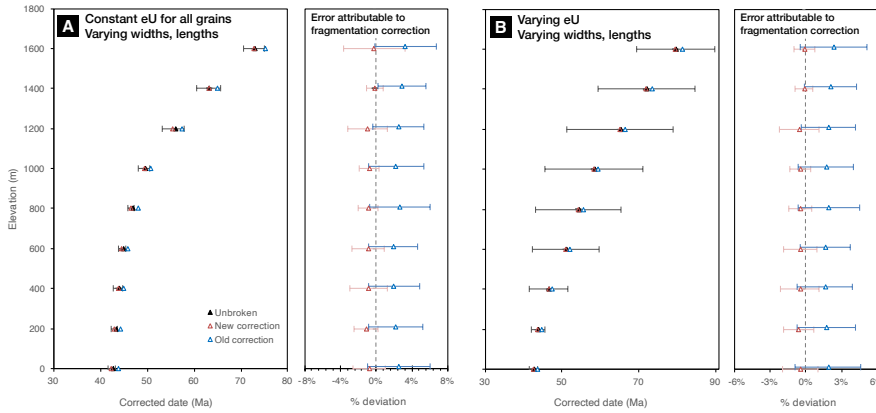 A Constant eU for all grains
Varying widths, lengths
Error attributable to
fragmentation correction
B Varying eU
Varying widths, lengths
Error attributable to
fragmentation correction
Elevation (m)
1600
1400
1200
1000
800
600
400
200
0
Unbroken
New correction
Old correction
30 40 50 60 70 80
Corrected date (Ma)
-8% -4% 0% 4% 8%
% deviation
30 50 70 90
Corrected date (Ma)
-6% -3% 0% 3% 6%
% deviation